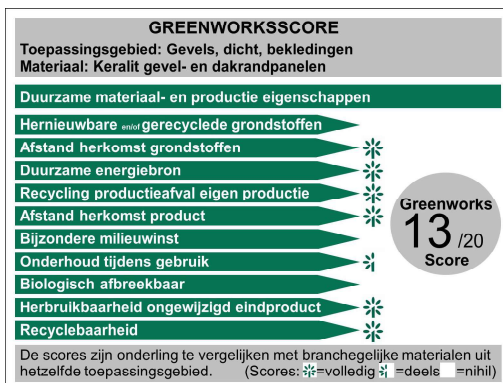 GREENWORKSSCORE
Toepassingsgebied: Gevels, dicht, bekledingen
Materiaal: Keralit gevel- en dakrandpanelen
Duurzame materiaal- en productie eigenschappen
Hernieuwbare en/of gerecyclede grondstoffen
Afstand herkomst grondstoffen
Duurzame energiebron
Recycling productieafval eigen productie
Afstand herkomst product
Bijzondere milieuwinst
Onderhoud tijdens gebruik
Biologisch afbreekbaar
Herbruikbaarheid ongewijzigd eindproduct
Recyclebaarheid
Greenworks
13 /20
Score
De scores zijn onderling te vergelijken met branchegelijke materialen uit
hetzelfde toepassingsgebied. (Scores: =volledig =deels =nihil)